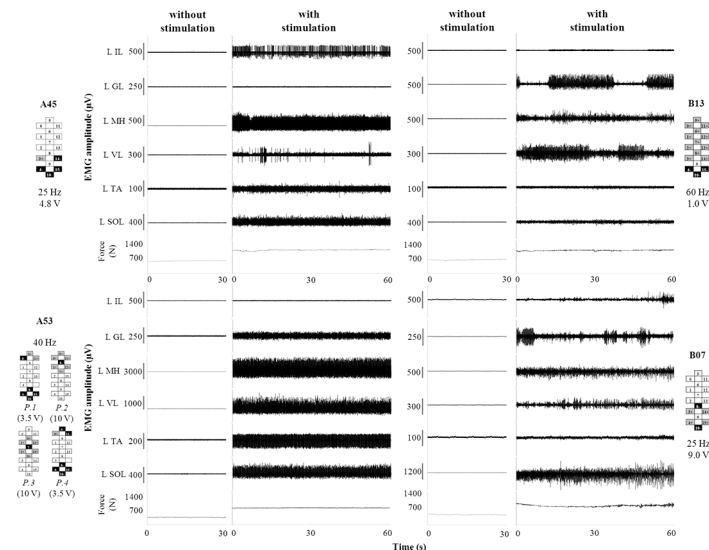 without
stimulation
with
stimulation
without
stimulation
with
stimulation
A45
25 Hz
4.8 V
EMG amplitude (µV)
L IL 500
L GL 250
L MH 500
L VL 300
L TA 100
L SOL 400
Force
(N)
1400
700
0 30 0 30 60
500
500
500
300
100
400
1400
700
0 30 0 30 60
B13
60 Hz
1.0 V
A53
40 Hz
P.1 P.2
(3.5 V) (10 V)
P.3 P.4
(10 V) (3.5 V)
EMG amplitude (µV)
L IL 500
L GL 250
L MH 3000
L VL 1000
L TA 200
L SOL 400
Force
(N)
1400
700
0 30 0 30 60
500
250
500
300
100
1200
1400
700
0 30 0 30 60
B07
25 Hz
9.0 V
Time (s)